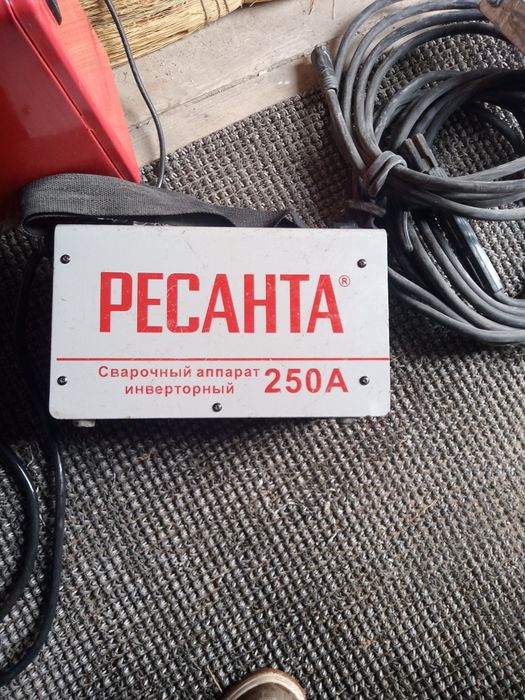 РЕСАНТА®
Сварочный аппарат
инверторный 250А